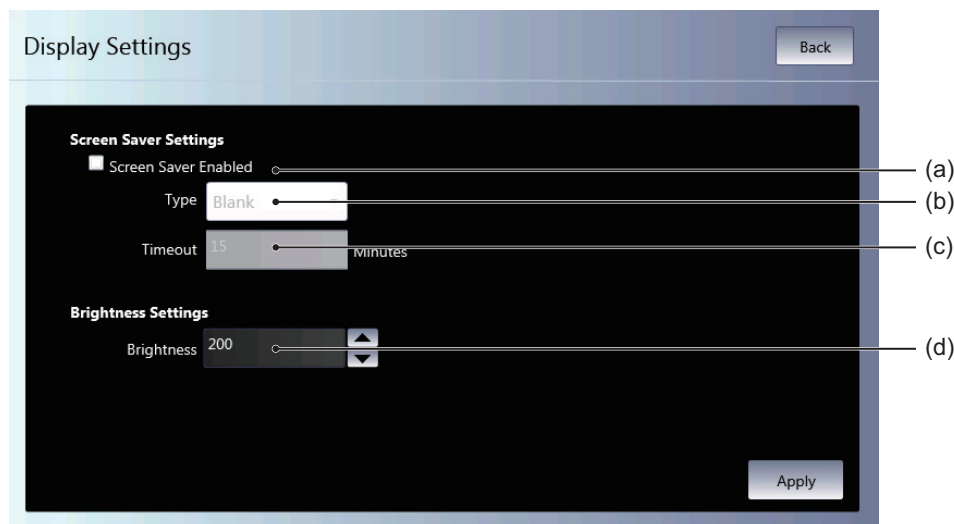 Display Settings
Back
Screen Saver Settings
Screen Saver Enabled
(a)
Type
Blank
(b)
Timeout
15
Minutes
(c)
Brightness Settings
Brightness
200
(d)
Apply